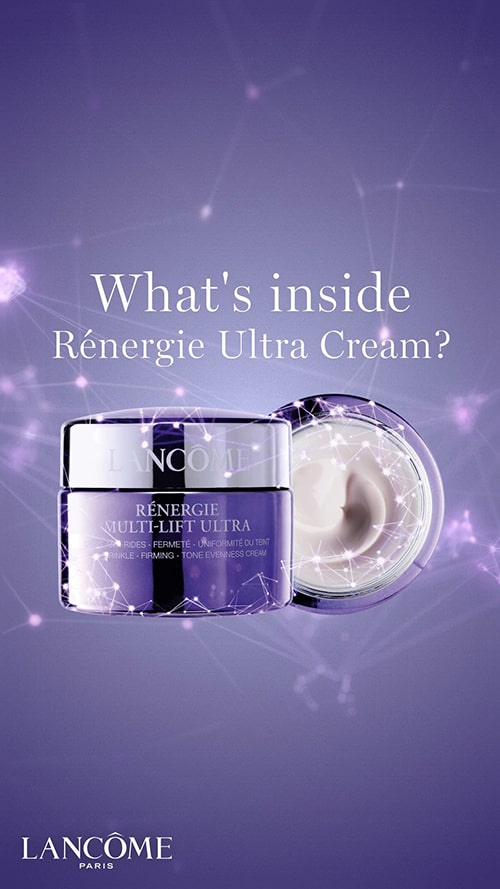 What's inside
Rénergie Ultra Cream?
LANCÔME
RÉNERGIE
MULTI-LIFT ULTRA
RIDES - FERMETÉ - UNIFORMITÉ DU TEINT
FIRMING - TONE EVENNESS CREAM
LANCÔME
PARIS